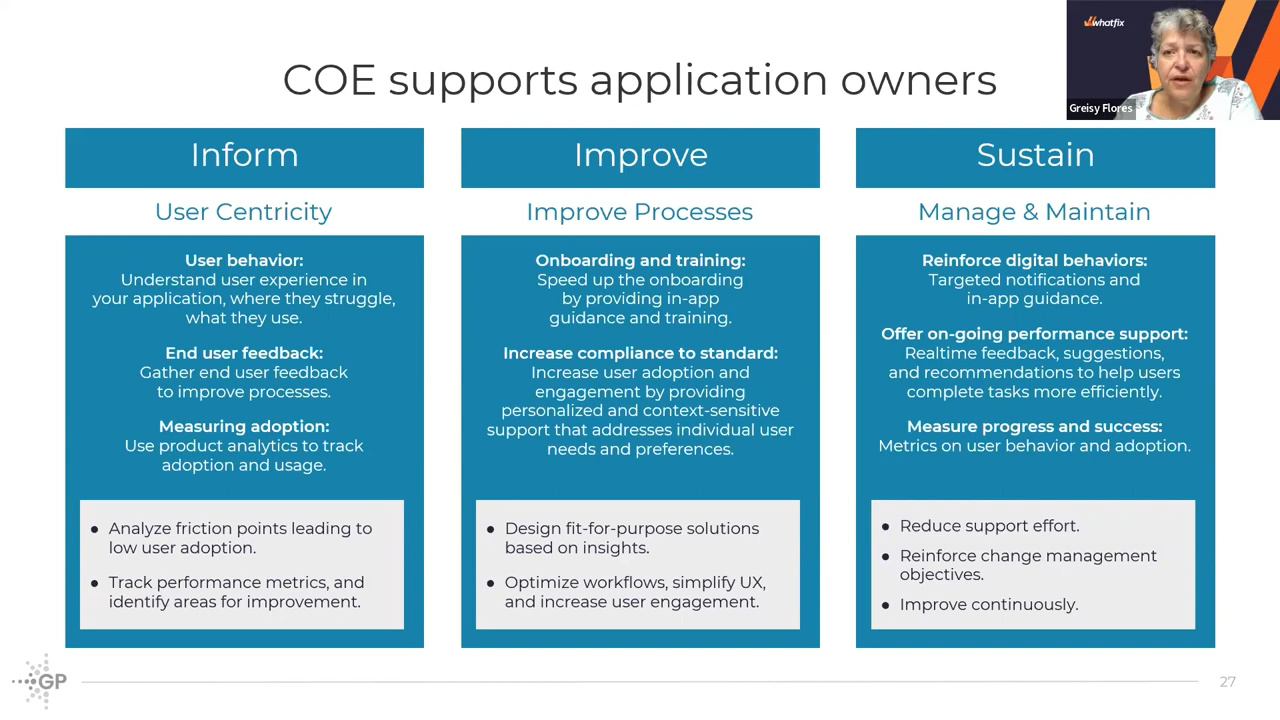 whatfix
Greisy Flores
COE supports application owners
Inform
User Centricity
User behavior:
Understand user experience in
your application, where they struggle,
what they use.
End user feedback:
Gather end user feedback
to improve processes.
Measuring adoption:
Use product analytics to track
adoption and usage.
● Analyze friction points leading to
low user adoption.
● Track performance metrics, and
identify areas for improvement.
Improve
Improve Processes
Onboarding and training:
Speed up the onboarding
by providing in-app
guidance and training.
Increase compliance to standard:
Increase user adoption and
engagement by providing
personalized and context-sensitive
support that addresses individual user
needs and preferences.
● Design fit-for-purpose solutions
based on insights.
● Optimize workflows, simplify UX,
and increase user engagement.
Sustain
Manage & Maintain
Reinforce digital behaviors:
Targeted notifications and
in-app guidance.
Offer on-going performance support:
Realtime feedback, suggestions,
and recommendations to help users
complete tasks more efficiently.
Measure progress and success:
Metrics on user behavior and adoption.
● Reduce support effort.
● Reinforce change management
objectives.
● Improve continuously.
GP
27